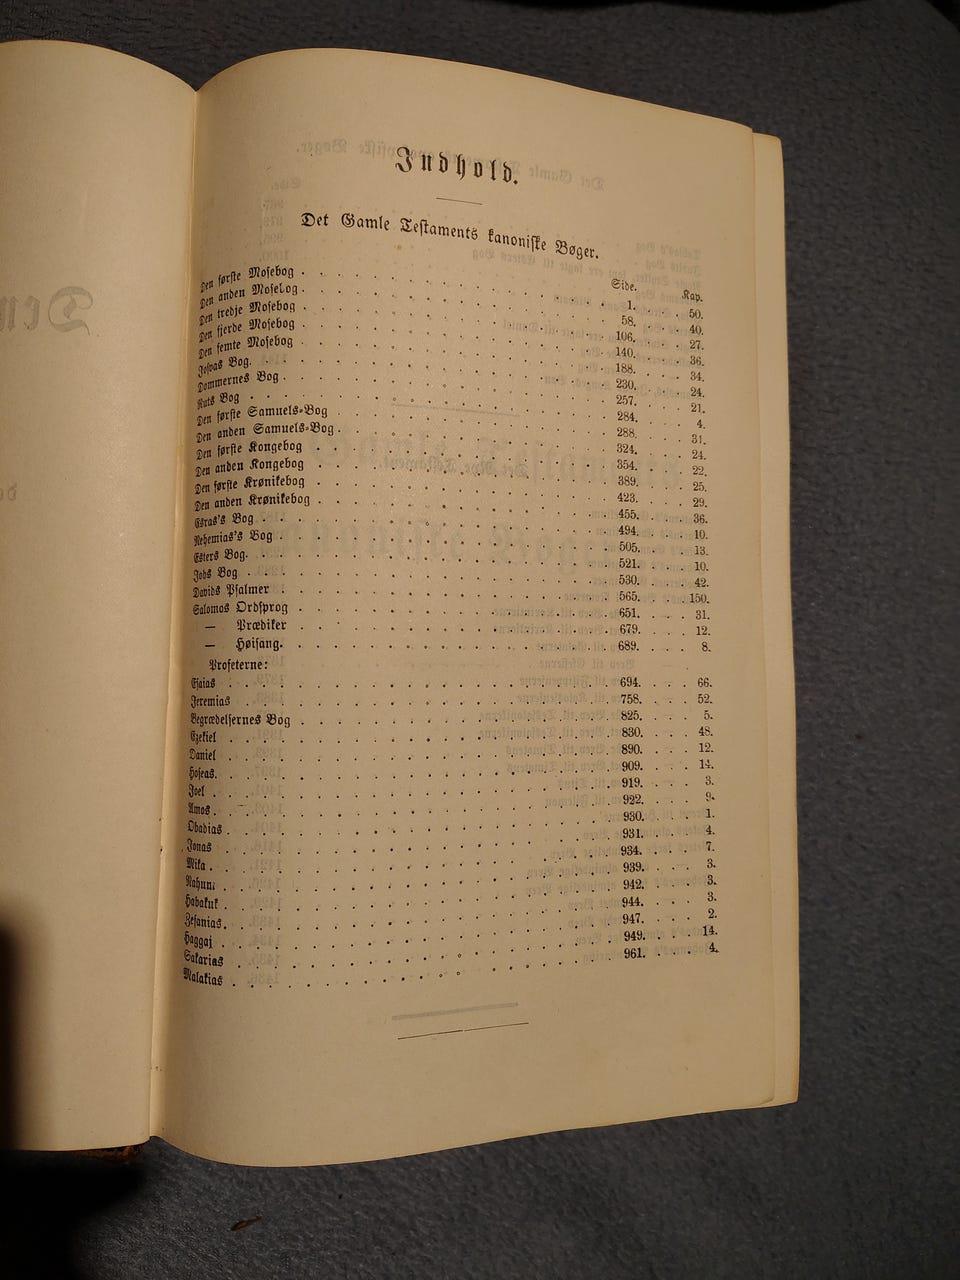 Indhold.
Det Gamle Testaments kanoniske Bøger.
Side. Kap.
Den første Mosebog . . . 1. . . 50.
Den anden Mosebog . . . 58. . . 40.
Den tredje Mosebog . . . 106. . . 27.
Den fjerde Mosebog . . . 140. . . 36.
Den femte Mosebog . . . 188. . . 34.
Josvas Bog . . . 230. . . 24.
Dommernes Bog . . . 257. . . 21.
Ruts Bog . . . 284. . . 4.
Den første Samuels-Bog . . . 288. . . 31.
Den anden Samuels-Bog . . . 324. . . 24.
Den første Kongebog . . . 354. . . 22.
Den anden Kongebog . . . 389. . . 25.
Den første Krønikebog . . . 423. . . 29.
Den anden Krønikebog . . . 455. . . 36.
Esras's Bog . . . 494. . . 10.
Nehemias's Bog . . . 505. . . 13.
Esters Bog . . . 521. . . 10.
Jobs Bog . . . 530. . . 42.
Davids Psalmer . . . 565. . . 150.
Salomos Ordsprog . . . 651. . . 31.
— Prædiker . . . 679. . . 12.
— Høisang . . . 689. . . 8.
Profeterne:
Esaias . . . 694. . . 66.
Jeremias . . . 758. . . 52.
Begrædelsernes Bog . . . 825. . . 5.
Ezekiel . . . 830. . . 48.
Daniel . . . 890. . . 12.
Hoseas . . . 909. . . 14.
Joel . . . 919. . . 3.
Amos . . . 922. . . 9.
Obadias . . . 930. . . 1.
Jonas . . . 931. . . 4.
Mika . . . 934. . . 7.
Nahum . . . 939. . . 3.
Habakuk . . . 942. . . 3.
Zefanias . . . 944. . . 3.
Haggaj . . . 947. . . 2.
Sakarias . . . 949. . . 14.
Malakias . . . 961. . . 4.